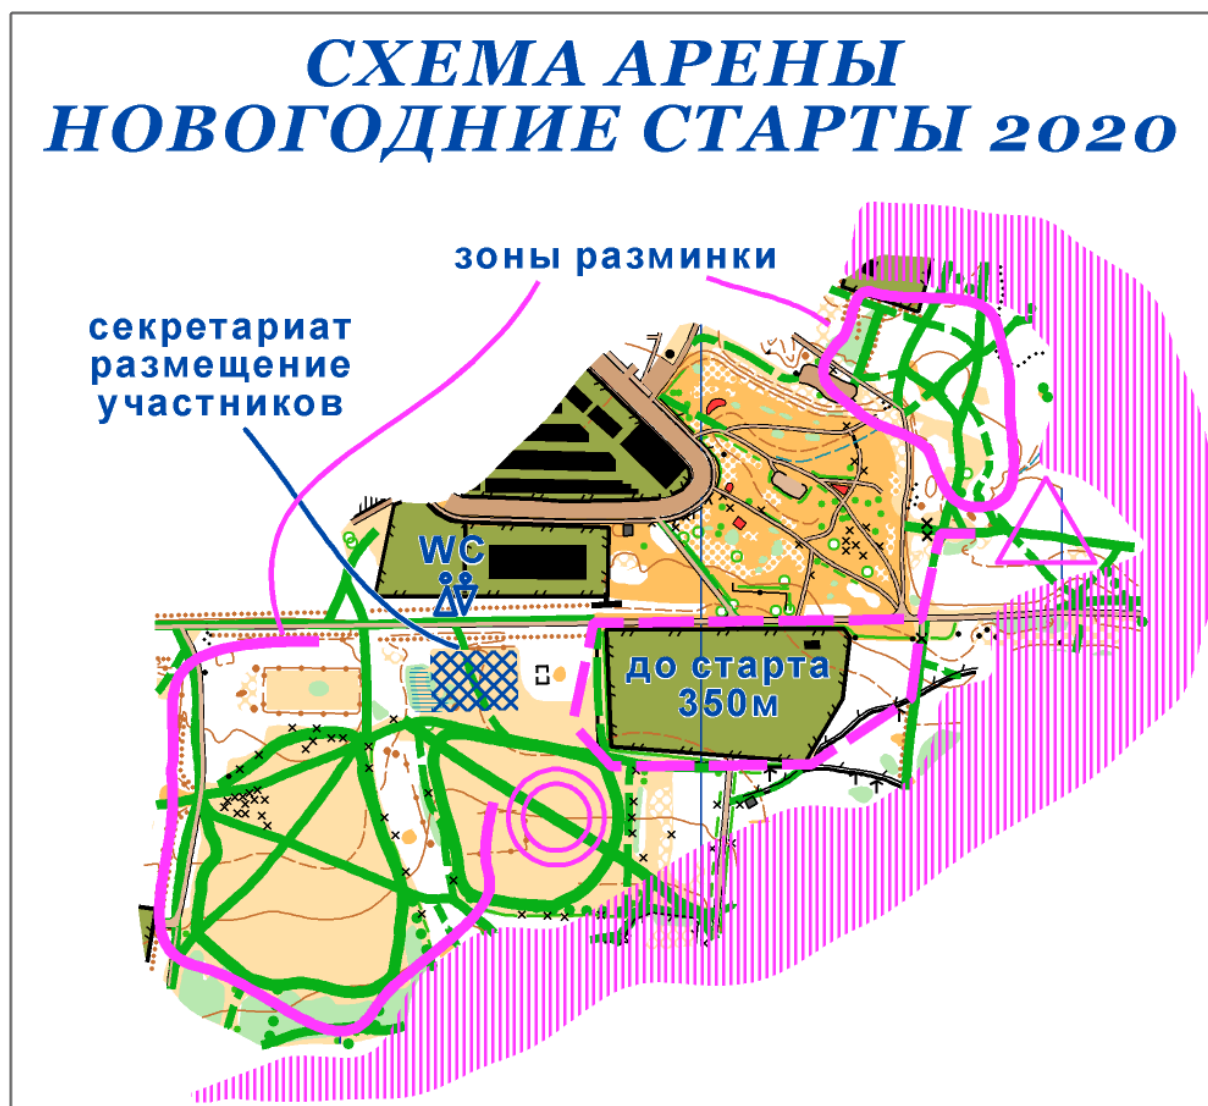 СХЕМА АРЕНЫ
НОВОГОДНИЕ СТАРТЫ 2020
зоны разминки
секретариат
размещение
участников
WC
до старта
350м